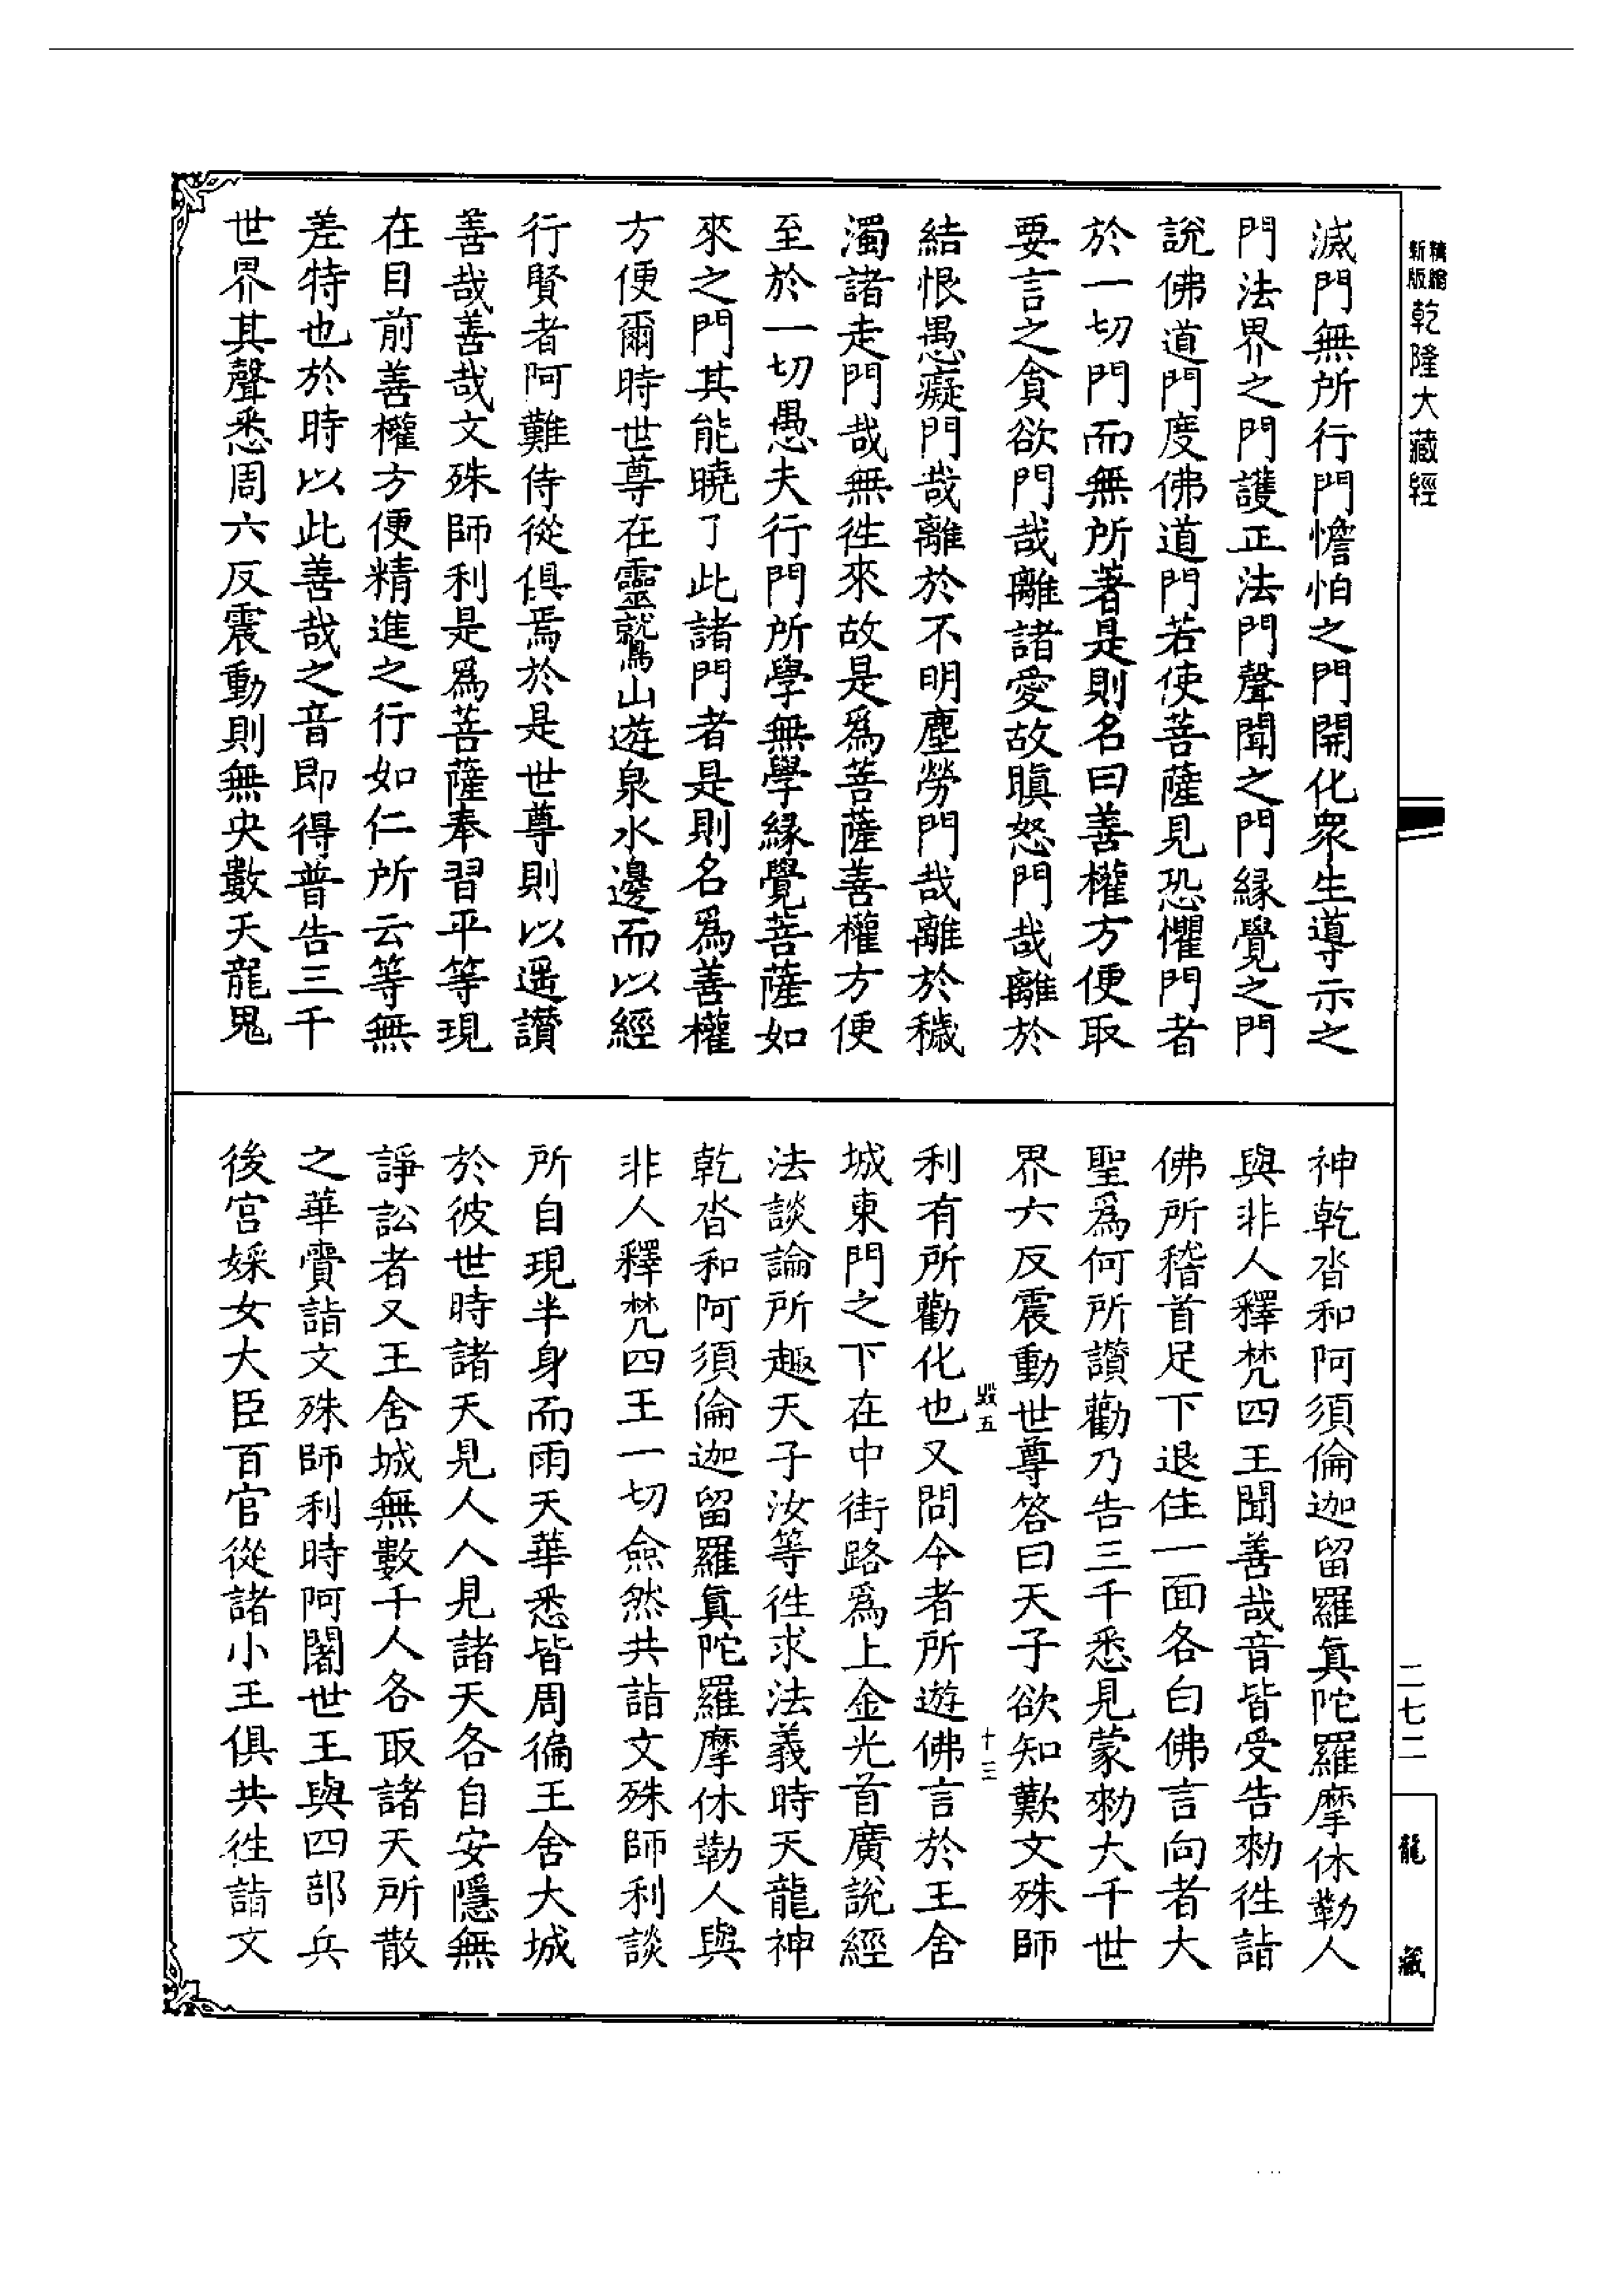 精縮新版
乾隆大藏經
滅門無所行門憺怕之門開化衆生導示之
門法界之門護正法門聲聞之門緣覺之門
說佛道門度佛道門若使菩薩見恐懼門者
於一切門而無所著是則名曰善權方便取
要言之貪欲門哉離諸愛故瞋怒門哉離於
結恨愚癡門哉離於不明塵勞門哉離於穢
濁諸走門哉無徃來故是爲菩薩善權方便
至於一切愚夫行門所學無學緣覺菩薩如
來之門其能曉了此諸門者是則名爲善權
方便爾時世尊在靈鷲山遊泉水邊而以經
行賢者阿難侍從俱焉於是世尊則以遥讚
善哉善哉文殊師利是爲菩薩奉習平等現
在目前善權方便精進之行如仁所云等無
差特也於時以此善哉之音即得普告三千
世界其聲悉周六反震動則無央數天龍鬼
神乾沓和阿須倫迦留羅真陀羅摩休勒人
與非人釋梵四王聞善哉音皆受告勑徃詣
佛所稽首足下退住一面各白佛言向者大
聖爲何所讚勸乃告三千悉見蒙勑大千世
界六反震動世尊答曰天子欲知歎文殊師
毀五
十三
利有所勸化也又問今者所遊佛言於王舍
城東門之下在中街路爲上金光首廣說經
法談論所趣天子汝等徃求法義時天龍神
乾沓和阿須倫迦留羅真陀羅摩休勒人與
非人釋梵四王一切僉然共詣文殊師利談
所自現半身而雨天華悉皆周徧王舍大城
於彼世時諸天見人人見諸天各自安隱無
諍訟者又王舍城無數千人各取諸天所散
之華賷詣文殊師利時阿闍世王與四部兵
後宮婇女大臣百官從諸小王俱共徃詣文
二七二
龍藏